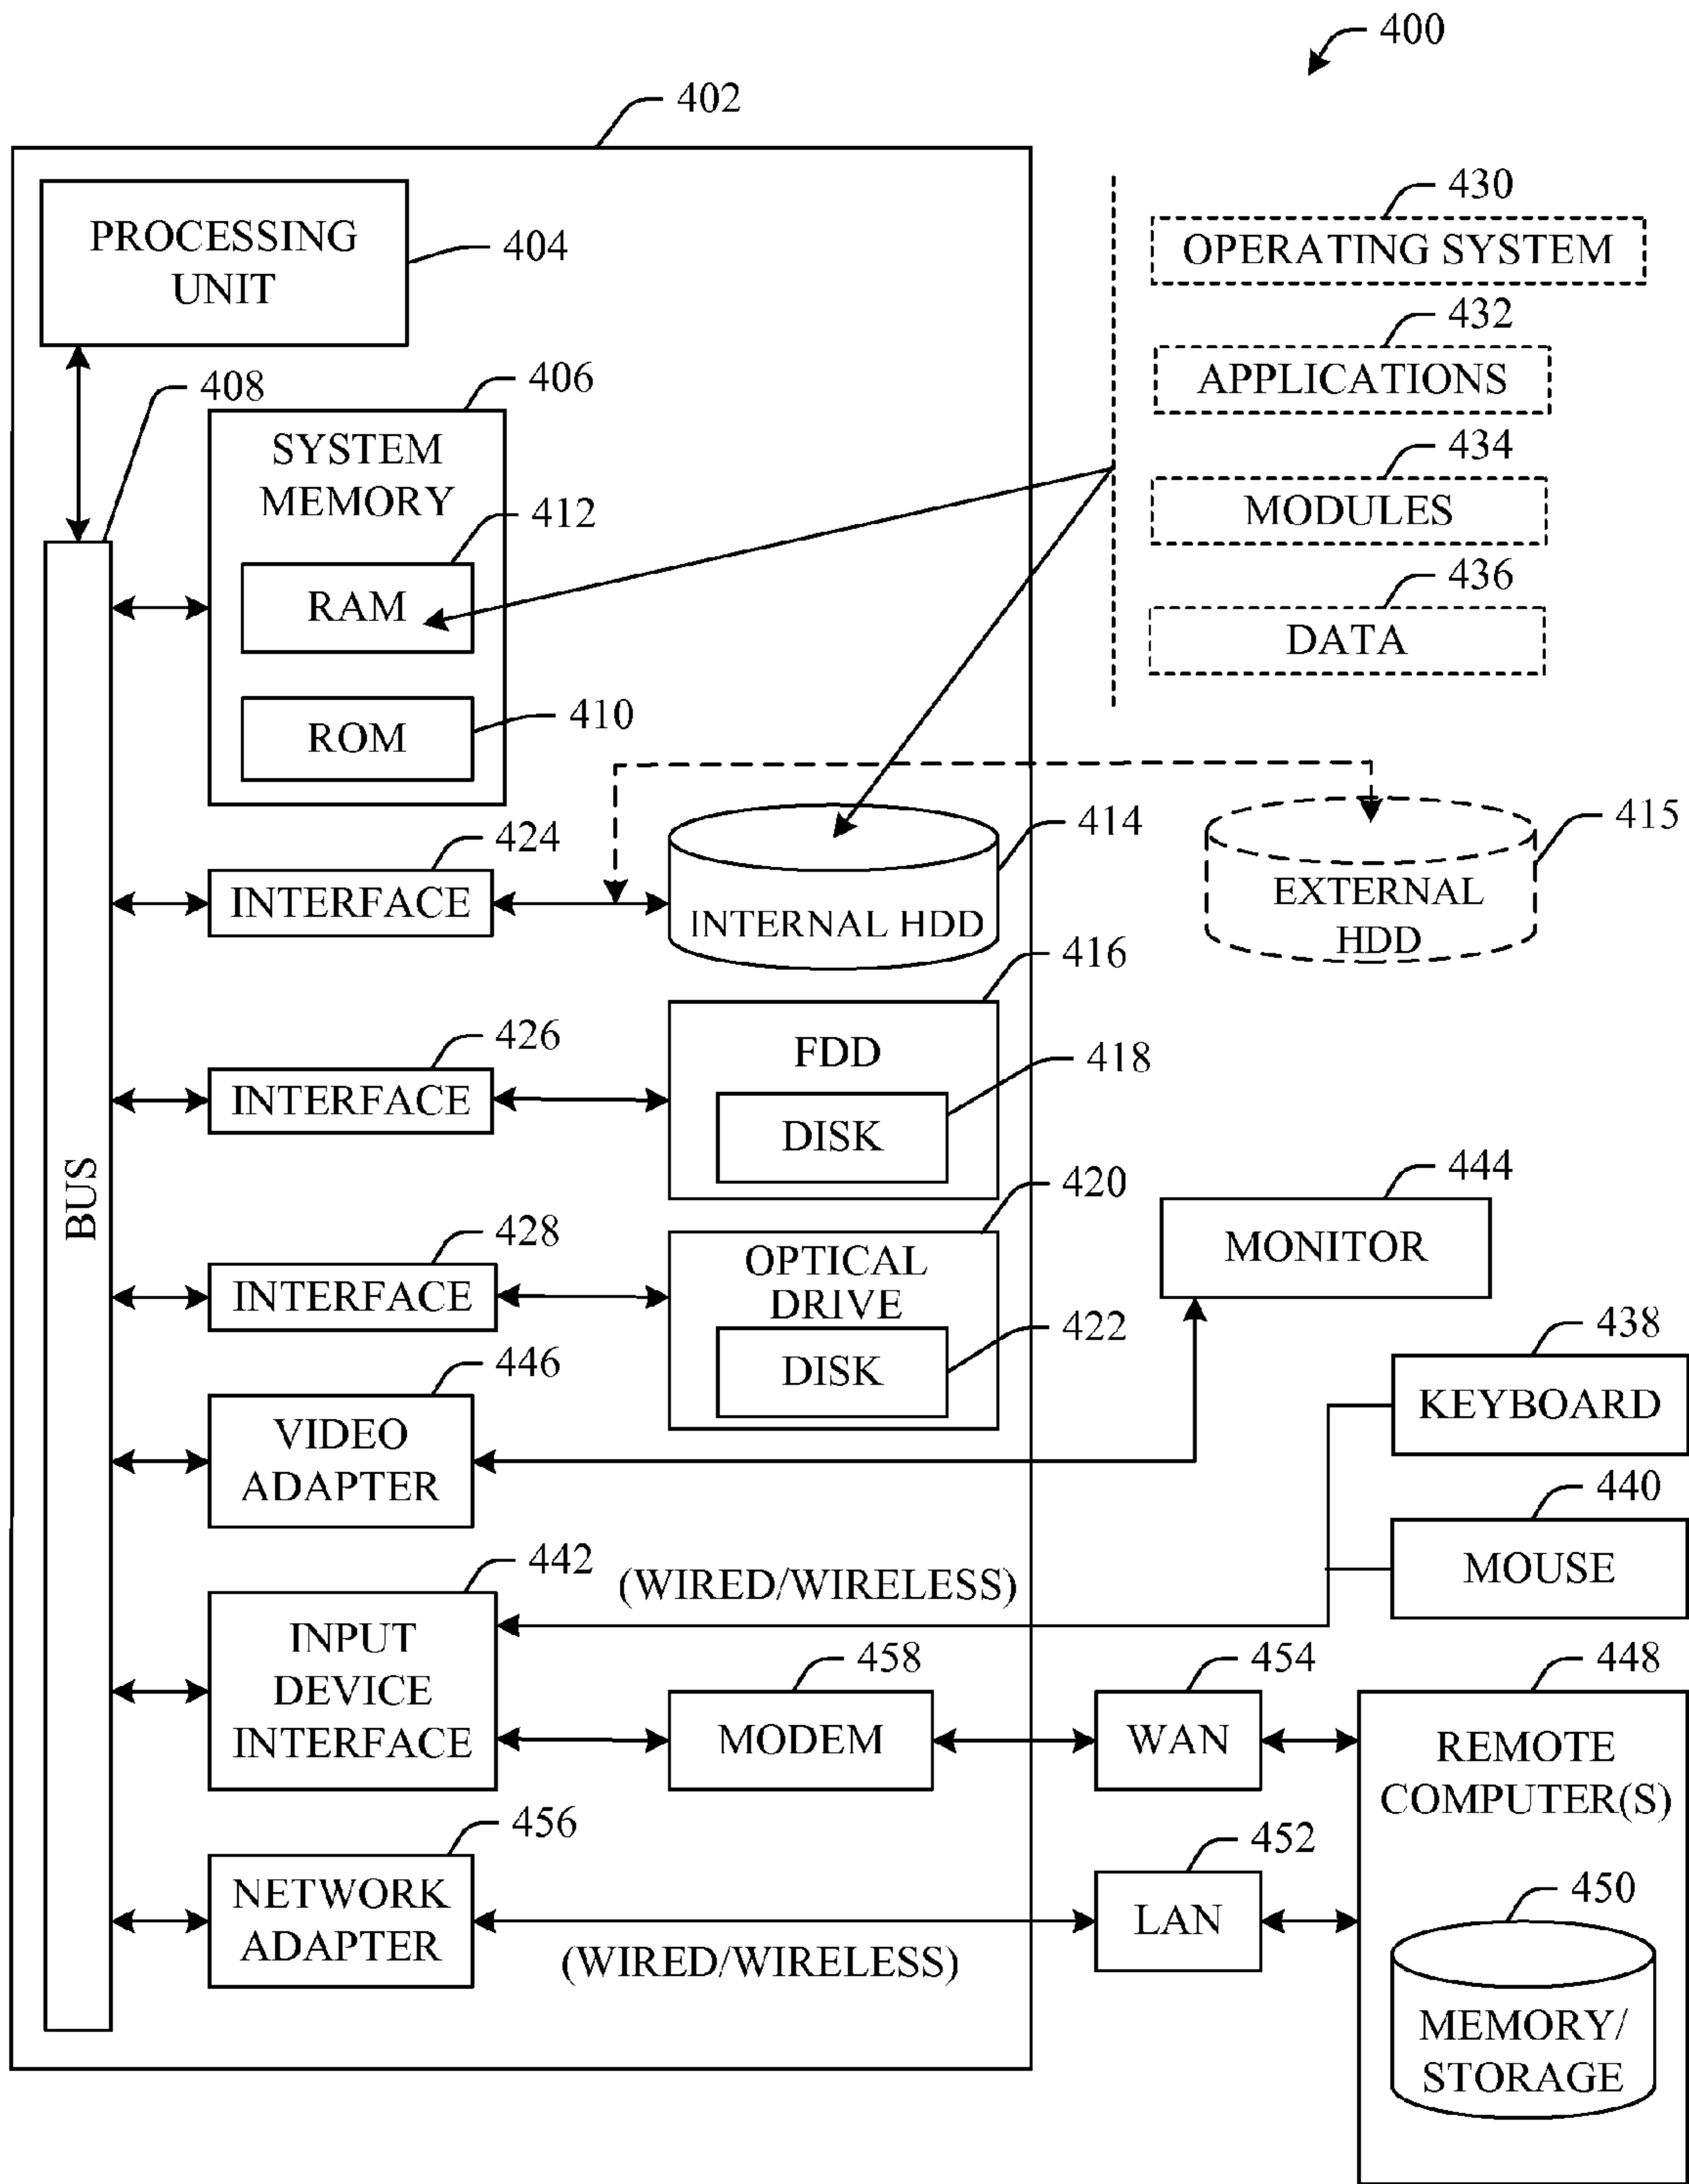 400
402
PROCESSING
UNIT
404
430
OPERATING SYSTEM
432
APPLICATIONS
434
MODULES
436
DATA
408
406
SYSTEM
MEMORY
412
RAM
410
ROM
BUS
424
INTERFACE
414
INTERNAL HDD
415
EXTERNAL
HDD
426
INTERFACE
416
FDD
418
DISK
428
INTERFACE
420
OPTICAL
DRIVE
422
DISK
444
MONITOR
446
VIDEO
ADAPTER
438
KEYBOARD
440
MOUSE
442
INPUT
DEVICE
INTERFACE
(WIRED/WIRELESS)
458
MODEM
454
WAN
448
REMOTE
COMPUTER(S)
456
NETWORK
ADAPTER
(WIRED/WIRELESS)
452
LAN
450
MEMORY/
STORAGE